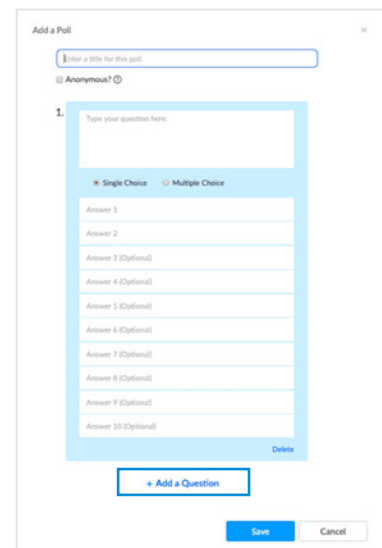 Add a Poll ×
Enter a title for this poll.
Anonymous? ?
1. Type your question here.
Single Choice Multiple Choice
Answer 1
Answer 2
Answer 3 (Optional)
Answer 4 (Optional)
Answer 5 (Optional)
Answer 6 (Optional)
Answer 7 (Optional)
Answer 8 (Optional)
Answer 9 (Optional)
Answer 10 (Optional)
Delete
+ Add a Question
Save Cancel